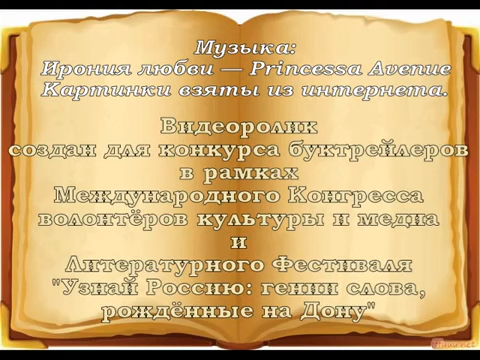 Музыка:
Ирония любви — Princessa Avenue
Картинки взяты из интернета.
Видеоролик
создан для конкурса буктрейлеров
в рамках
Международного Конгресса
волонтёров культуры и медиа
и
Литературного Фестиваля
"Узнай Россию: гении слова,
рождённые на Дону"